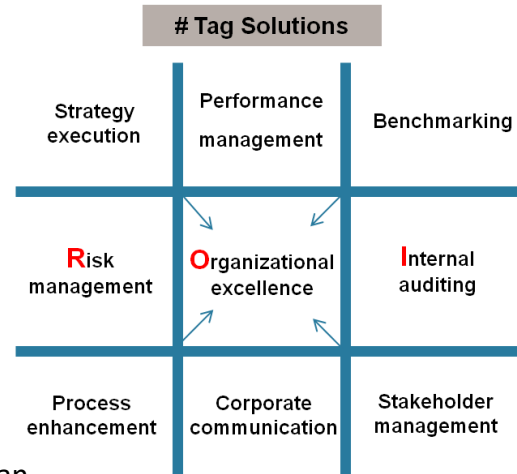 # Tag Solutions
Strategy
execution
Performance
management
Benchmarking
Risk
management
Organizational
excellence
Internal
auditing
Process
enhancement
Corporate
communication
Stakeholder
management